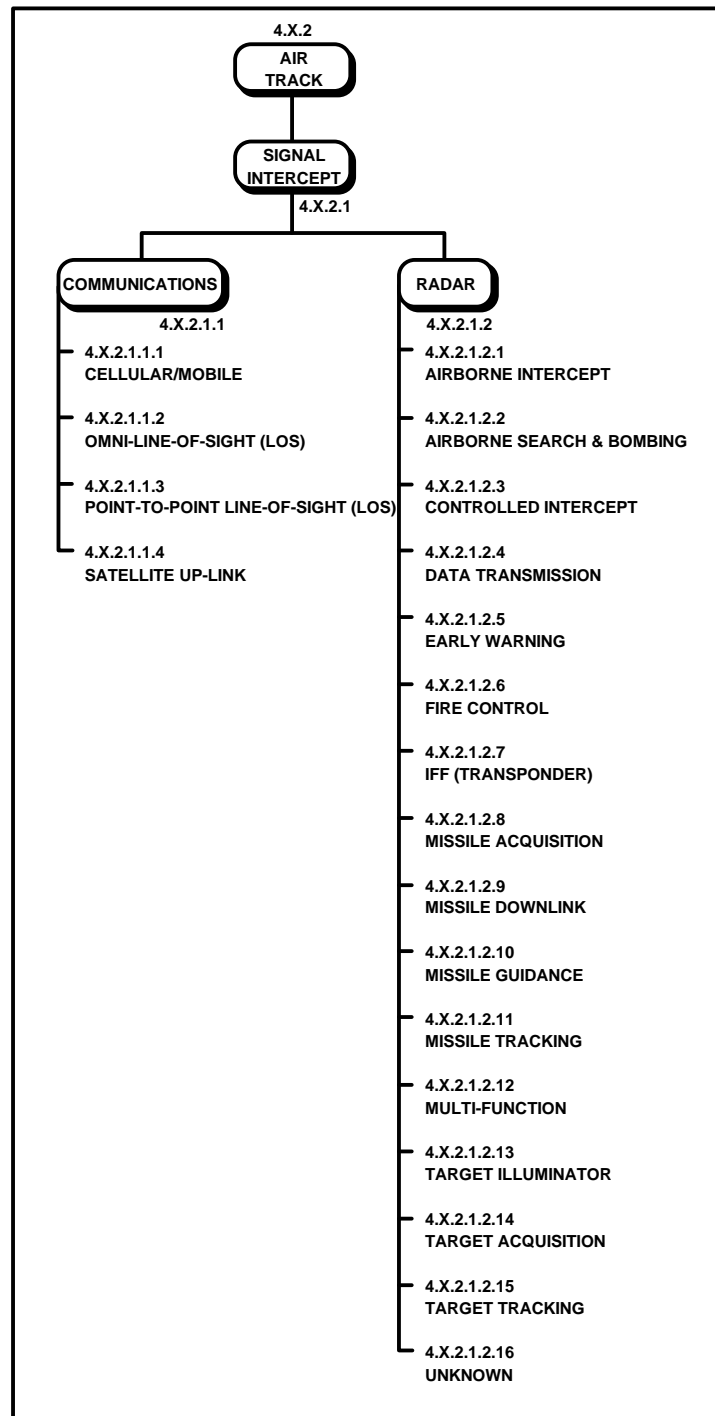 4.X.2
AIR
TRACK
SIGNAL
INTERCEPT
4.X.2.1
COMMUNICATIONS
4.X.2.1.1
4.X.2.1.1.1
CELLULAR/MOBILE
4.X.2.1.1.2
OMNI-LINE-OF-SIGHT (LOS)
4.X.2.1.1.3
POINT-TO-POINT LINE-OF-SIGHT (LOS)
4.X.2.1.1.4
SATELLITE UP-LINK
RADAR
4.X.2.1.2
4.X.2.1.2.1
AIRBORNE INTERCEPT
4.X.2.1.2.2
AIRBORNE SEARCH & BOMBING
4.X.2.1.2.3
CONTROLLED INTERCEPT
4.X.2.1.2.4
DATA TRANSMISSION
4.X.2.1.2.5
EARLY WARNING
4.X.2.1.2.6
FIRE CONTROL
4.X.2.1.2.7
IFF (TRANSPONDER)
4.X.2.1.2.8
MISSILE ACQUISITION
4.X.2.1.2.9
MISSILE DOWNLINK
4.X.2.1.2.10
MISSILE GUIDANCE
4.X.2.1.2.11
MISSILE TRACKING
4.X.2.1.2.12
MULTI-FUNCTION
4.X.2.1.2.13
TARGET ILLUMINATOR
4.X.2.1.2.14
TARGET ACQUISITION
4.X.2.1.2.15
TARGET TRACKING
4.X.2.1.2.16
UNKNOWN